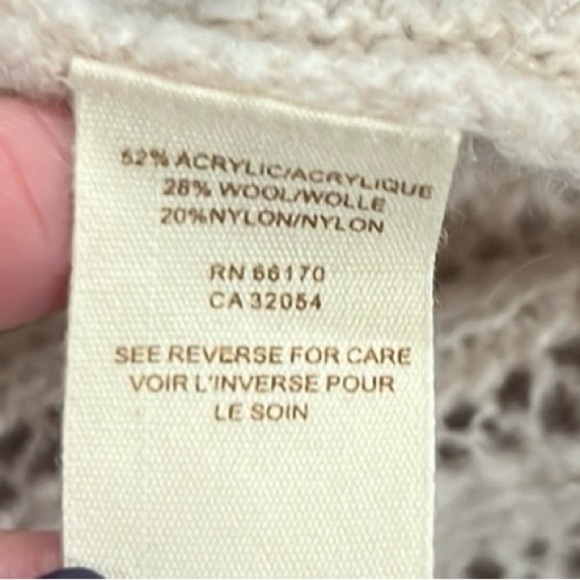 52% ACRYLIC/ACRYLIQUE
28% WOOL/WOLLE
20%NYLON/NYLON
RN 66170
CA 32054
SEE REVERSE FOR CARE
VOIR L'INVERSE POUR
LE SOIN